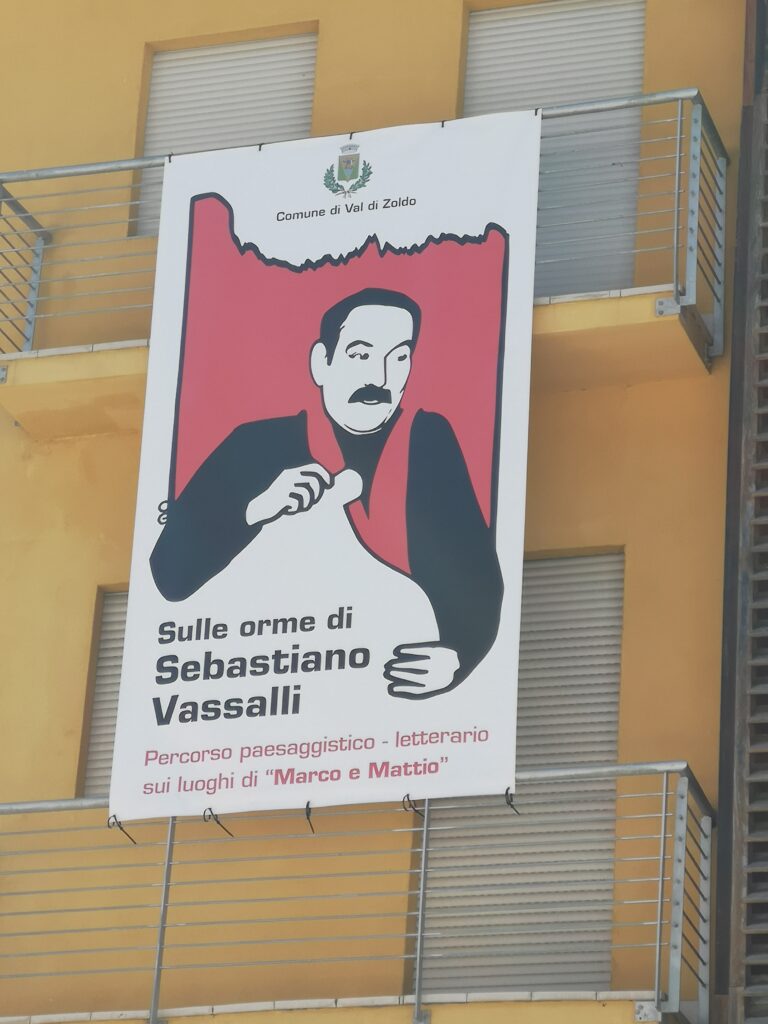 Comune di Val di Zoldo
Sulle orme di
Sebastiano
Vassalli
Percorso paesaggistico - letterario
sui luoghi di “Marco e Mattio”